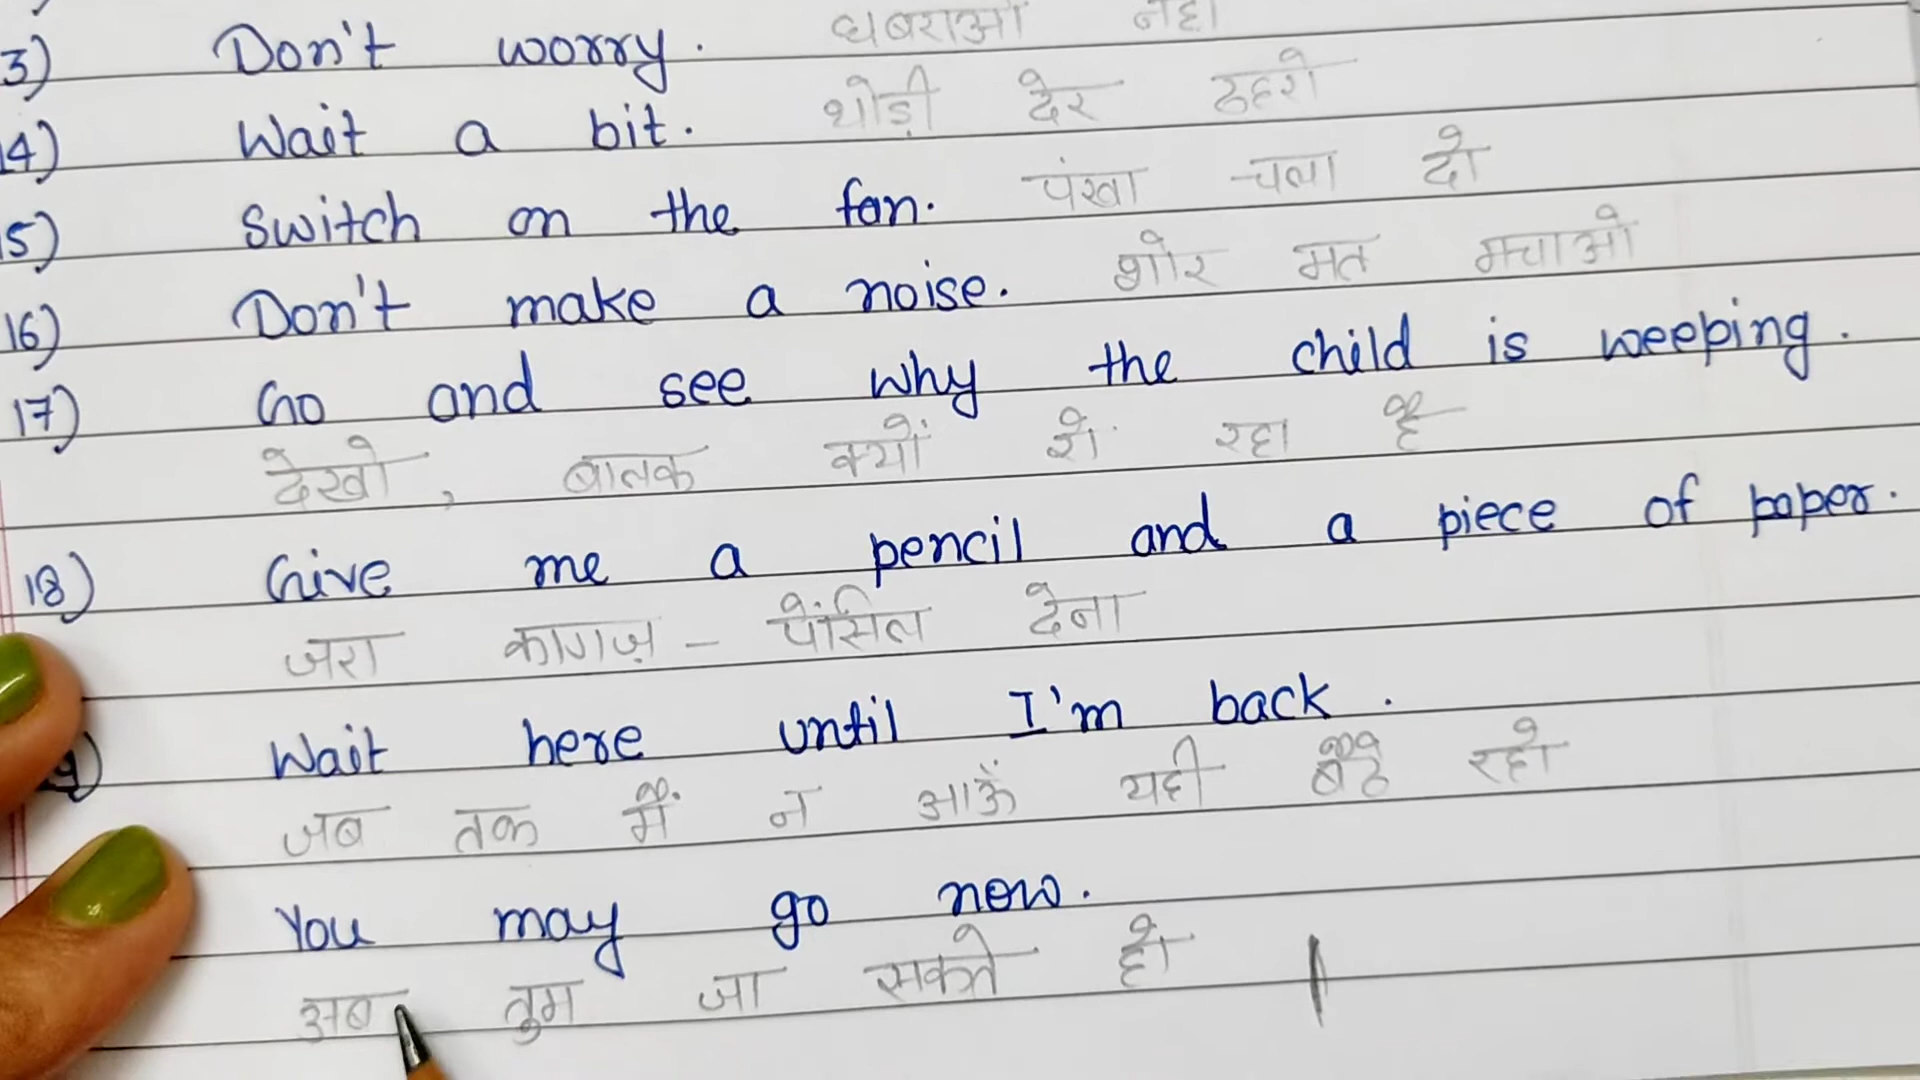 3) Don't worry. घबराओ नही
14) Wait a bit. थोड़ी देर ठहरो
15) Switch on the fan. पंखा चला दो
16) Don't make a noise. शोर मत मचाओ
17) Go and see why the child is weeping.
देखो, बालक क्यों रो रहा है
18) Give me a pencil and a piece of paper.
जरा कागज़ - पेंसिल देना
9) Wait here until I'm back.
जब तक मैं न आऊँ यही बैठे रहो
You may go now.
अब तुम जा सकते हो ।